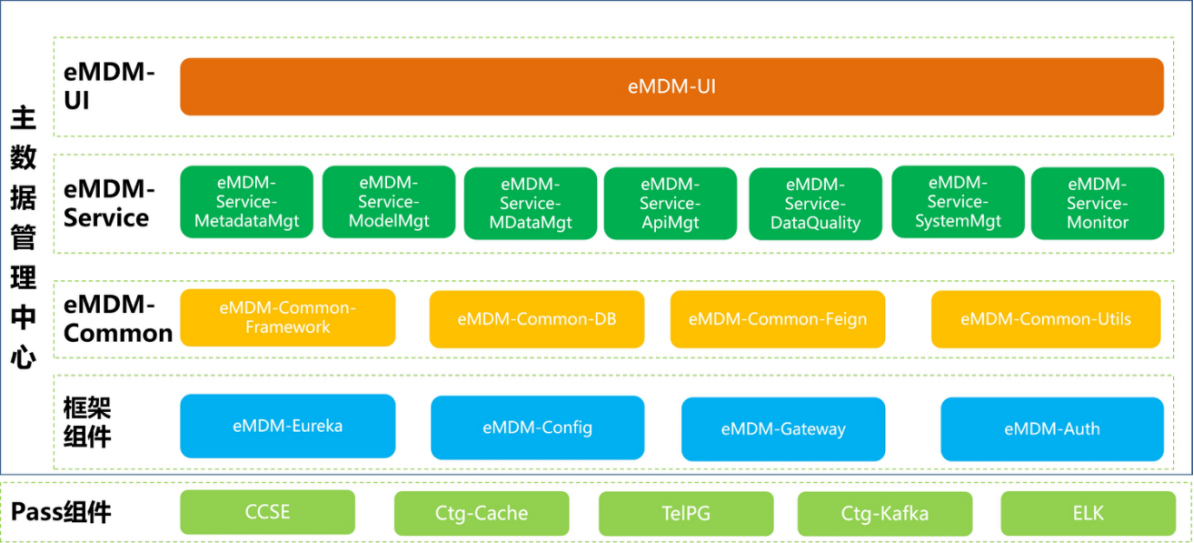 主数据管理中心
eMDM-
UI
eMDM-UI
eMDM-
Service
eMDM-
Service-
MetadataMgt
eMDM-
Service-
ModelMgt
eMDM-
Service-
MDataMgt
eMDM-
Service-
ApiMgt
eMDM-
Service-
DataQuality
eMDM-
Service-
SystemMgt
eMDM-
Service-
Monitor
eMDM-
Common
eMDM-Common-
Framework
eMDM-Common-DB
eMDM-Common-Feign
eMDM-Common-Utils
框架
组件
eMDM-Eureka
eMDM-Config
eMDM-Gateway
eMDM-Auth
Pass组件
CCSE
Ctg-Cache
TelPG
Ctg-Kafka
ELK